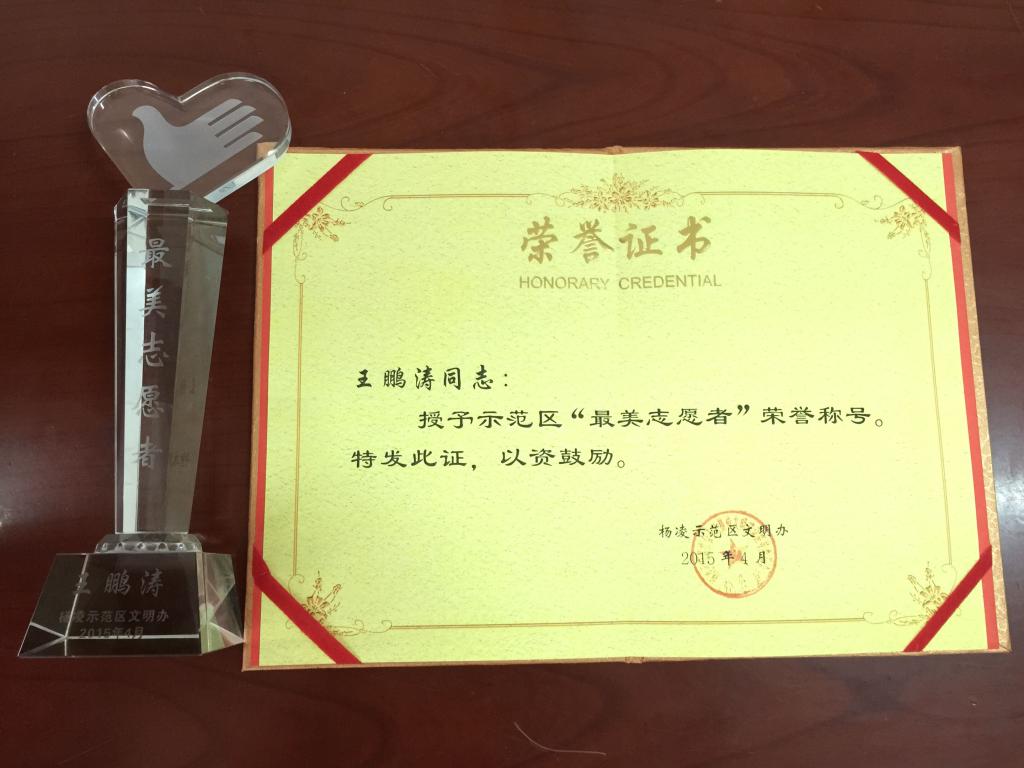 最美志愿者
王鹏涛
杨凌示范区文明办
2015年4月
荣誉证书
HONORARY CREDENTIAL
王鹏涛同志：
授予示范区“最美志愿者”荣誉称号。
特发此证，以资鼓励。
杨凌示范区文明办
2015年4月